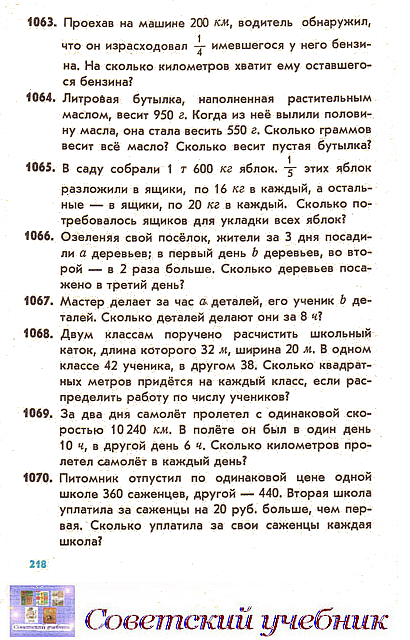 1063. Проехав на машине 200 км, водитель обнаружил,
что он израсходовал 1/4 имевшегося у него бензи-
на. На сколько километров хватит ему оставшего-
ся бензина?
1064. Литровая бутылка, наполненная растительным
маслом, весит 950 г. Когда из неё вылили полови-
ну масла, она стала весить 550 г. Сколько граммов
весит всё масло? Сколько весит пустая бутылка?
1065. В саду собрали 1 т 600 кг яблок. 1/5 этих яблок
разложили в ящики, по 16 кг в каждый, а осталь-
ные — в ящики, по 20 кг в каждый. Сколько по-
требовалось ящиков для укладки всех яблок?
1066. Озеленяя свой посёлок, жители за 3 дня посади-
ли а деревьев; в первый день b деревьев, во вто-
рой — в 2 раза больше. Сколько деревьев поса-
жено в третий день?
1067. Мастер делает за час а деталей, его ученик b де-
талей. Сколько деталей делают они за 8 ч?
1068. Двум классам поручено расчистить школьный
каток, длина которого 32 м, ширина 20 м. В одном
классе 42 ученика, в другом 38. Сколько квадрат-
ных метров придётся на каждый класс, если рас-
пределить работу по числу учеников?
1069. За два дня самолёт пролетел с одинаковой ско-
ростью 10 240 км. В полёте он был в один день
10 ч, в другой день 6 ч. Сколько километров про-
летел самолёт в каждый день?
1070. Питомник отпустил по одинаковой цене одной
школе 360 саженцев, другой — 440. Вторая школа
уплатила за саженцы на 20 руб. больше, чем пер-
вая. Сколько уплатила за свои саженцы каждая
школа?
218
Советский учебник
Советский учебник